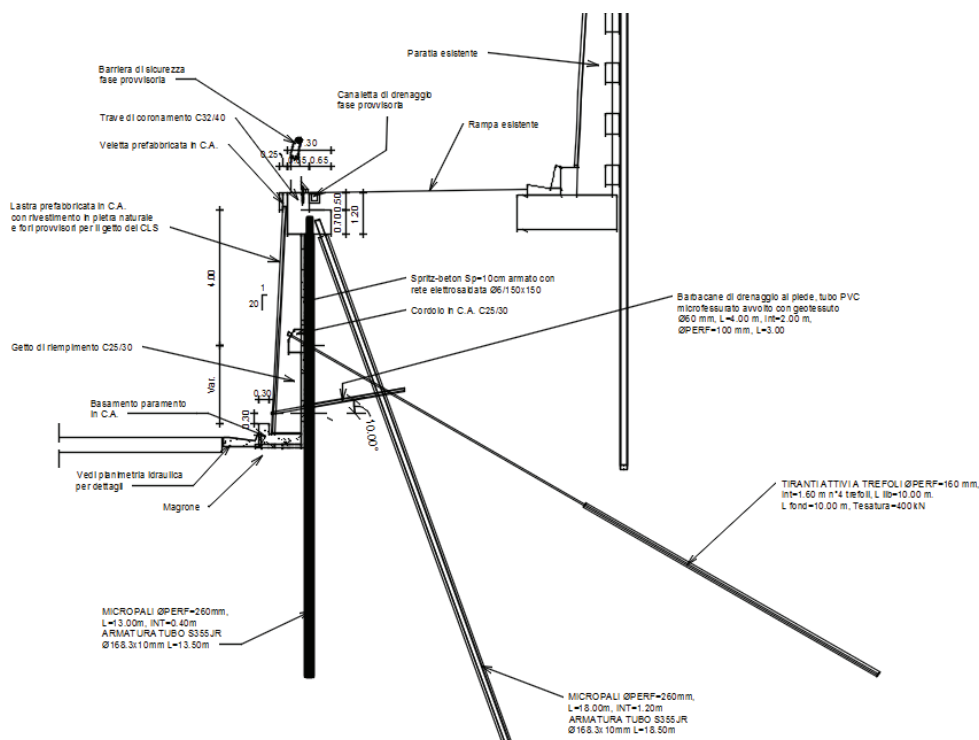 Paratia esistente
Barriera di sicurezza
fase provvisoria
Canaletta di drenaggio
fase provvisoria
Trave di coronamento C32/40
Rampa esistente
Veletta prefabbricata in C.A.
.30
0.25
0.65
0.50
0.70
1.20
Lastra prefabbricata in C.A.
con rivestimento in pietra naturale
e fori provvisori per il getto del CLS
4.00
1
20
Spritz-beton Sp=10cm armato con
rete elettrosaldata Ø6/150x150
Cordolo in C.A. C25/30
Barbacane di drenaggio al piede, tubo PVC
microfessurato avvolto con geotessuto
Ø60 mm, L=4.00 m, int=2.00 m,
ØPERF=100 mm, L=3.00
Getto di riempimento C25/30
Var.
0.30
0.30
Basamento paramento
in C.A.
10.00°
Vedi planimetria idraulica
per dettagli
Magrone
TIRANTI ATTIVI A TREFOLI ØPERF=160 mm,
int=1.60 m n°4 trefoli, L lib=10.00 m.
L fond=10.00 m, Tesatura=400 kN
MICROPALI ØPERF=260mm,
L=13.00m, INT=0.40m
ARMATURA TUBO S355JR
Ø168.3x10mm L=13.50m
MICROPALI ØPERF=260mm,
L=18.00m, INT=1.20m
ARMATURA TUBO S355JR
Ø168.3x10mm L=18.50m